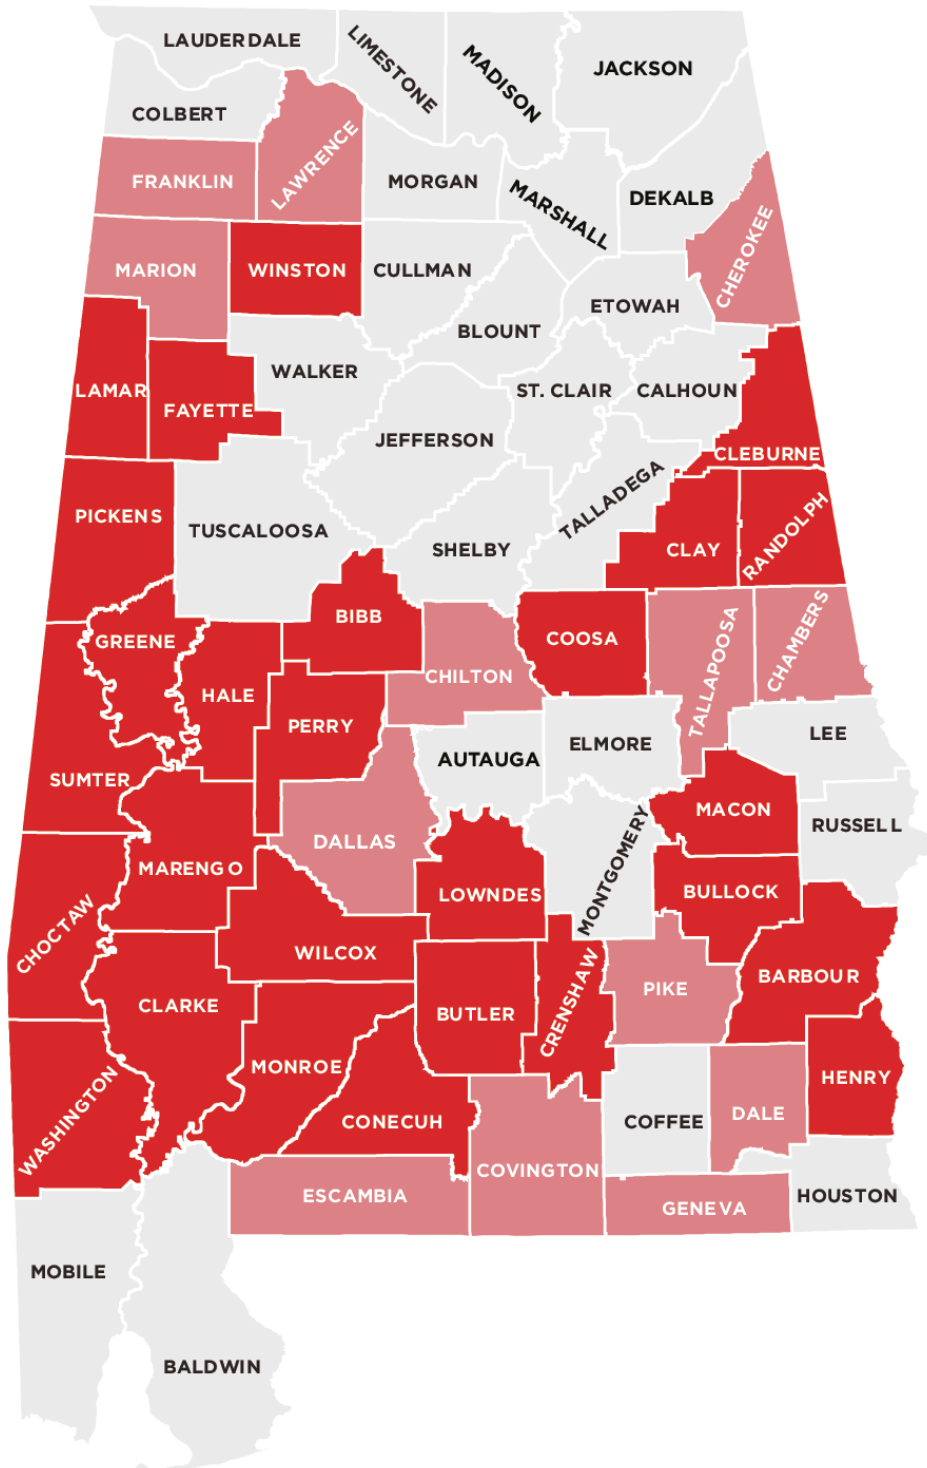 LAUDERDALE
LIMESTONE
MADISON
JACKSON
COLBERT
LAWRENCE
FRANKLIN
MORGAN
MARSHALL
DEKALB
CHEROKEE
MARION
WINSTON
CULLMAN
ETOWAH
BLOUNT
WALKER
ST. CLAIR
CALHOUN
LAMAR
FAYETTE
JEFFERSON
CLEBURNE
TALLADEGA
PICKENS
TUSCALOOSA
SHELBY
CLAY
RANDOLPH
BIBB
GREENE
COOSA
TALLAPOOSA
CHAMBERS
CHILTON
HALE
PERRY
LEE
ELMORE
AUTAUGA
SUMTER
MACON
RUSSELL
DALLAS
MONTGOMERY
MARENGO
LOWNDES
BULLOCK
CHOCTAW
WILCOX
CRENSHAW
PIKE
BARBOUR
CLARKE
BUTLER
MONROE
HENRY
WASHINGTON
CONECUH
COFFEE
DALE
COVINGTON
ESCAMBIA
GENEVA
HOUSTON
MOBILE
BALDWIN